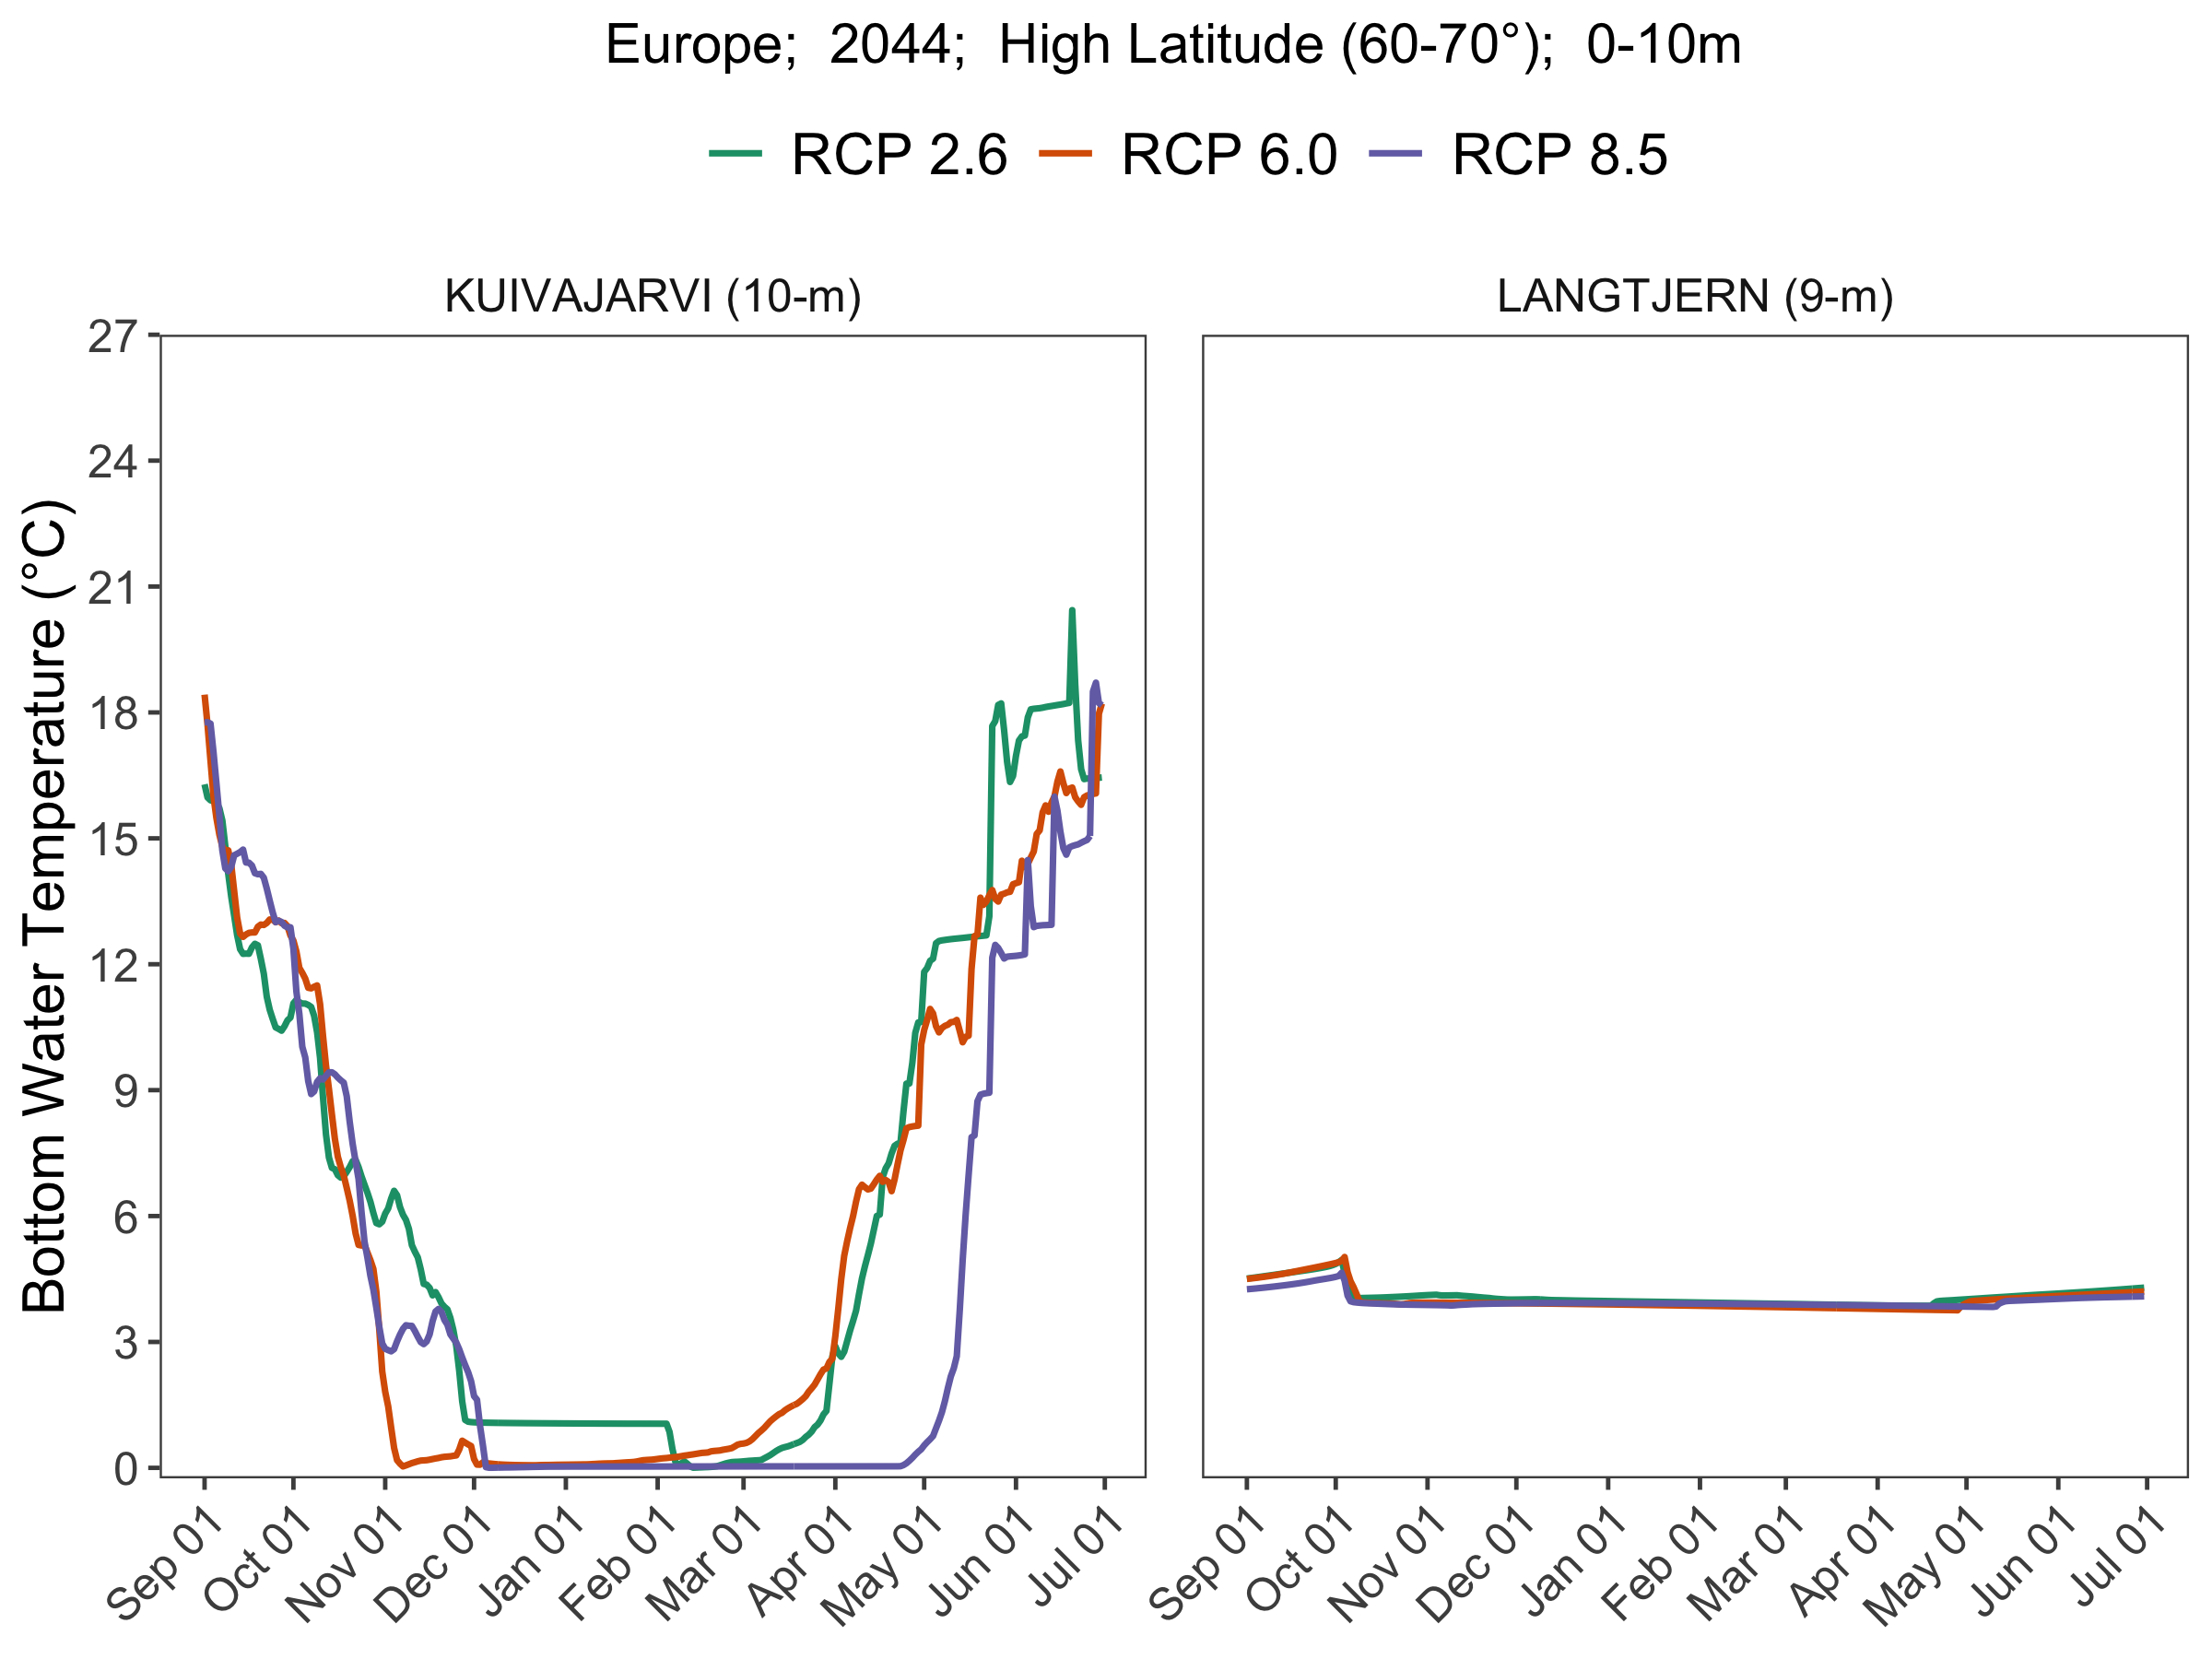 Europe;  2044;  High Latitude (60-70°);  0-10m
RCP 2.6 RCP 6.0 RCP 8.5
KUIVAJARVI (10-m) LANGTJERN (9-m)
Bottom Water Temperature (°C)
27
24
21
18
15
12
9
6
3
0
Sep 01 Oct 01 Nov 01 Dec 01 Jan 01 Feb 01 Mar 01 Apr 01 May 01 Jun 01 Jul 01
Sep 01 Oct 01 Nov 01 Dec 01 Jan 01 Feb 01 Mar 01 Apr 01 May 01 Jun 01 Jul 01